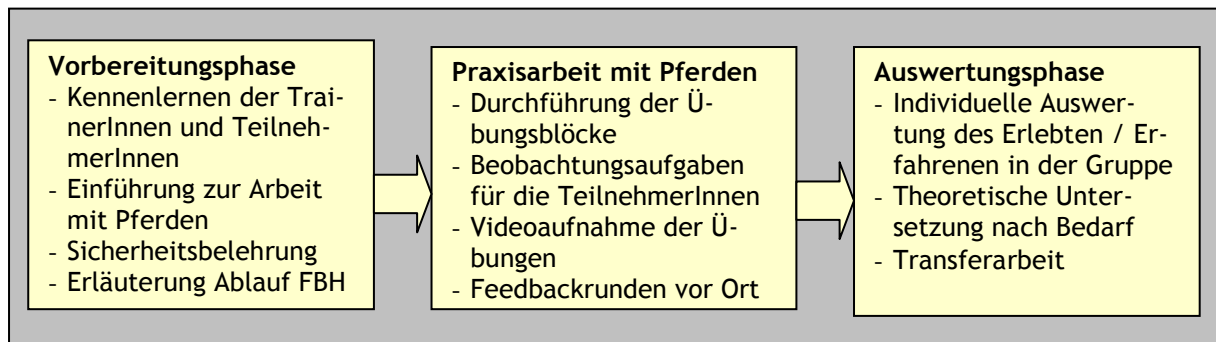 Vorbereitungsphase
- Kennenlernen der Trai-
nerInnen und Teilneh-
merInnen
- Einführung zur Arbeit
mit Pferden
- Sicherheitsbelehrung
- Erläuterung Ablauf FBH
Praxisarbeit mit Pferden
- Durchführung der Ü-
bungsblöcke
- Beobachtungsaufgaben
für die TeilnehmerInnen
- Videoaufnahme der Ü-
bungen
- Feedbackrunden vor Ort
Auswertungsphase
- Individuelle Auswer-
tung des Erlebten / Er-
fahrenen in der Gruppe
- Theoretische Unter-
setzung nach Bedarf
- Transferarbeit